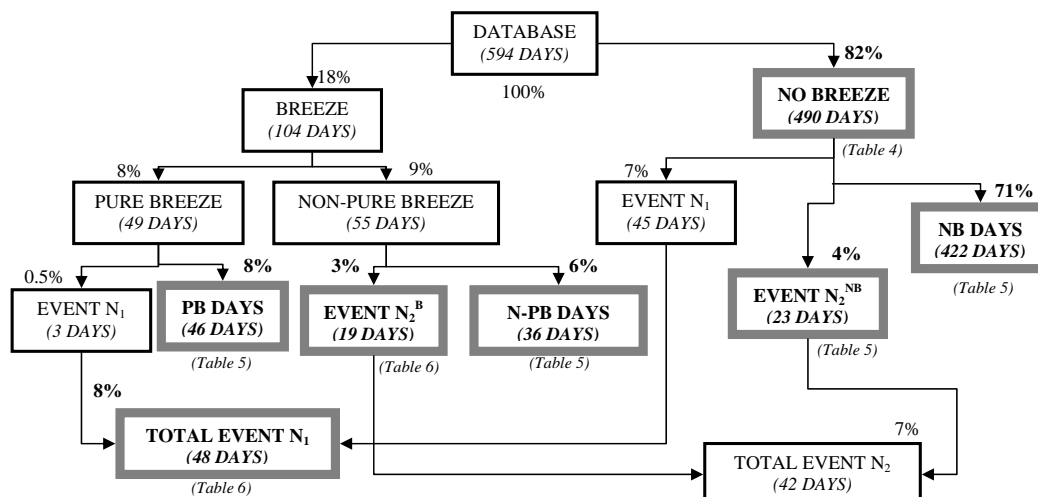 DATABASE
(594 DAYS)
82%
18%
100%
NO BREEZE
(490 DAYS)
BREEZE
(104 DAYS)
(Table 4)
8%
9%
7%
71%
PURE BREEZE
(49 DAYS)
NON-PURE BREEZE
(55 DAYS)
EVENT N₁
(45 DAYS)
NB DAYS
(422 DAYS)
(Table 5)
0.5%
8%
3%
6%
4%
EVENT N₁
(3 DAYS)
PB DAYS
(46 DAYS)
(Table 5)
EVENT N₂ᴮ
(19 DAYS)
(Table 6)
N-PB DAYS
(36 DAYS)
(Table 5)
EVENT N₂ᴺᴮ
(23 DAYS)
(Table 5)
8%
TOTAL EVENT N₁
(48 DAYS)
(Table 6)
7%
TOTAL EVENT N₂
(42 DAYS)